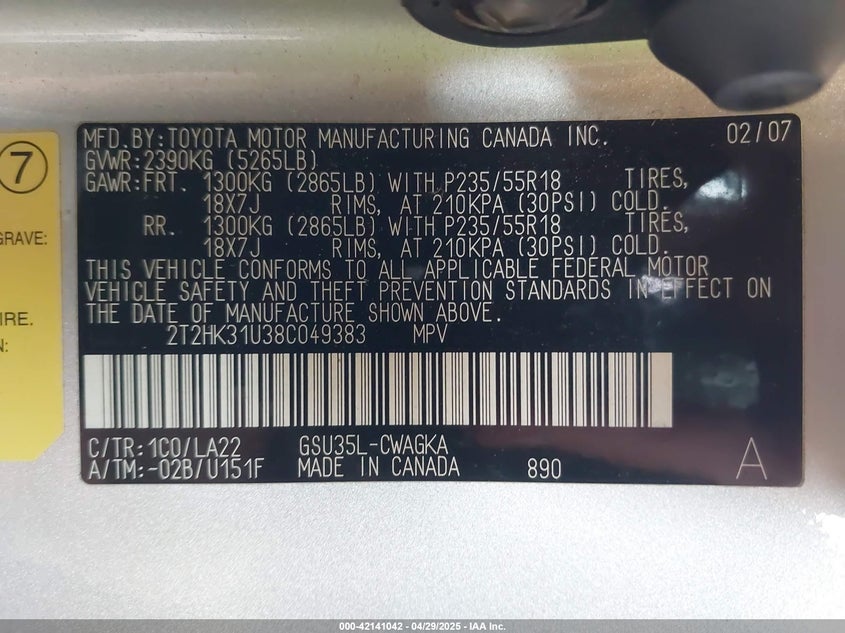 MFD.BY:TOYOTA MOTOR MANUFACTURING CANADA INC. 02/07
GVWR:2390KG (5265LB)
GAWR:FRT. 1300KG (2865LB) WITH P235/55R18 TIRES,
18X7J RIMS, AT 210KPA (30PSI) COLD.
RR. 1300KG (2865LB) WITH P235/55R18 TIRES,
18X7J RIMS, AT 210KPA (30PSI) COLD.
THIS VEHICLE CONFORMS TO ALL APPLICABLE FEDERAL MOTOR
VEHICLE SAFETY AND THEFT PREVENTION STANDARDS IN EFFECT ON
THE DATE OF MANUFACTURE SHOWN ABOVE.
2T2HK31U38C049383 MPV
C/TR:1C0/LA22 GSU35L-CWAGKA
A/TM:-02B/U151F MADE IN CANADA 890 A
7
GRAVE:
IRE.
N:
000-42141042 - 04/29/2025 - IAA Inc.